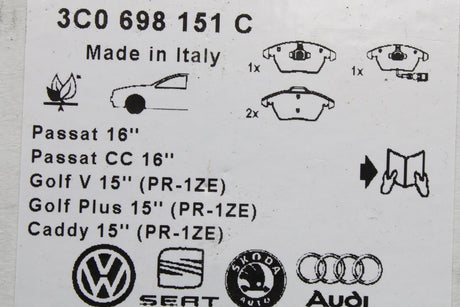 3C0 698 151 C
Made in Italy
1x
1x
2x
Passat 16"
Passat CC 16"
Golf V 15" (PR-1ZE)
Golf Plus 15" (PR-1ZE)
Caddy 15" (PR-1ZE)
SEAT
SKODA
AUTO
Audi